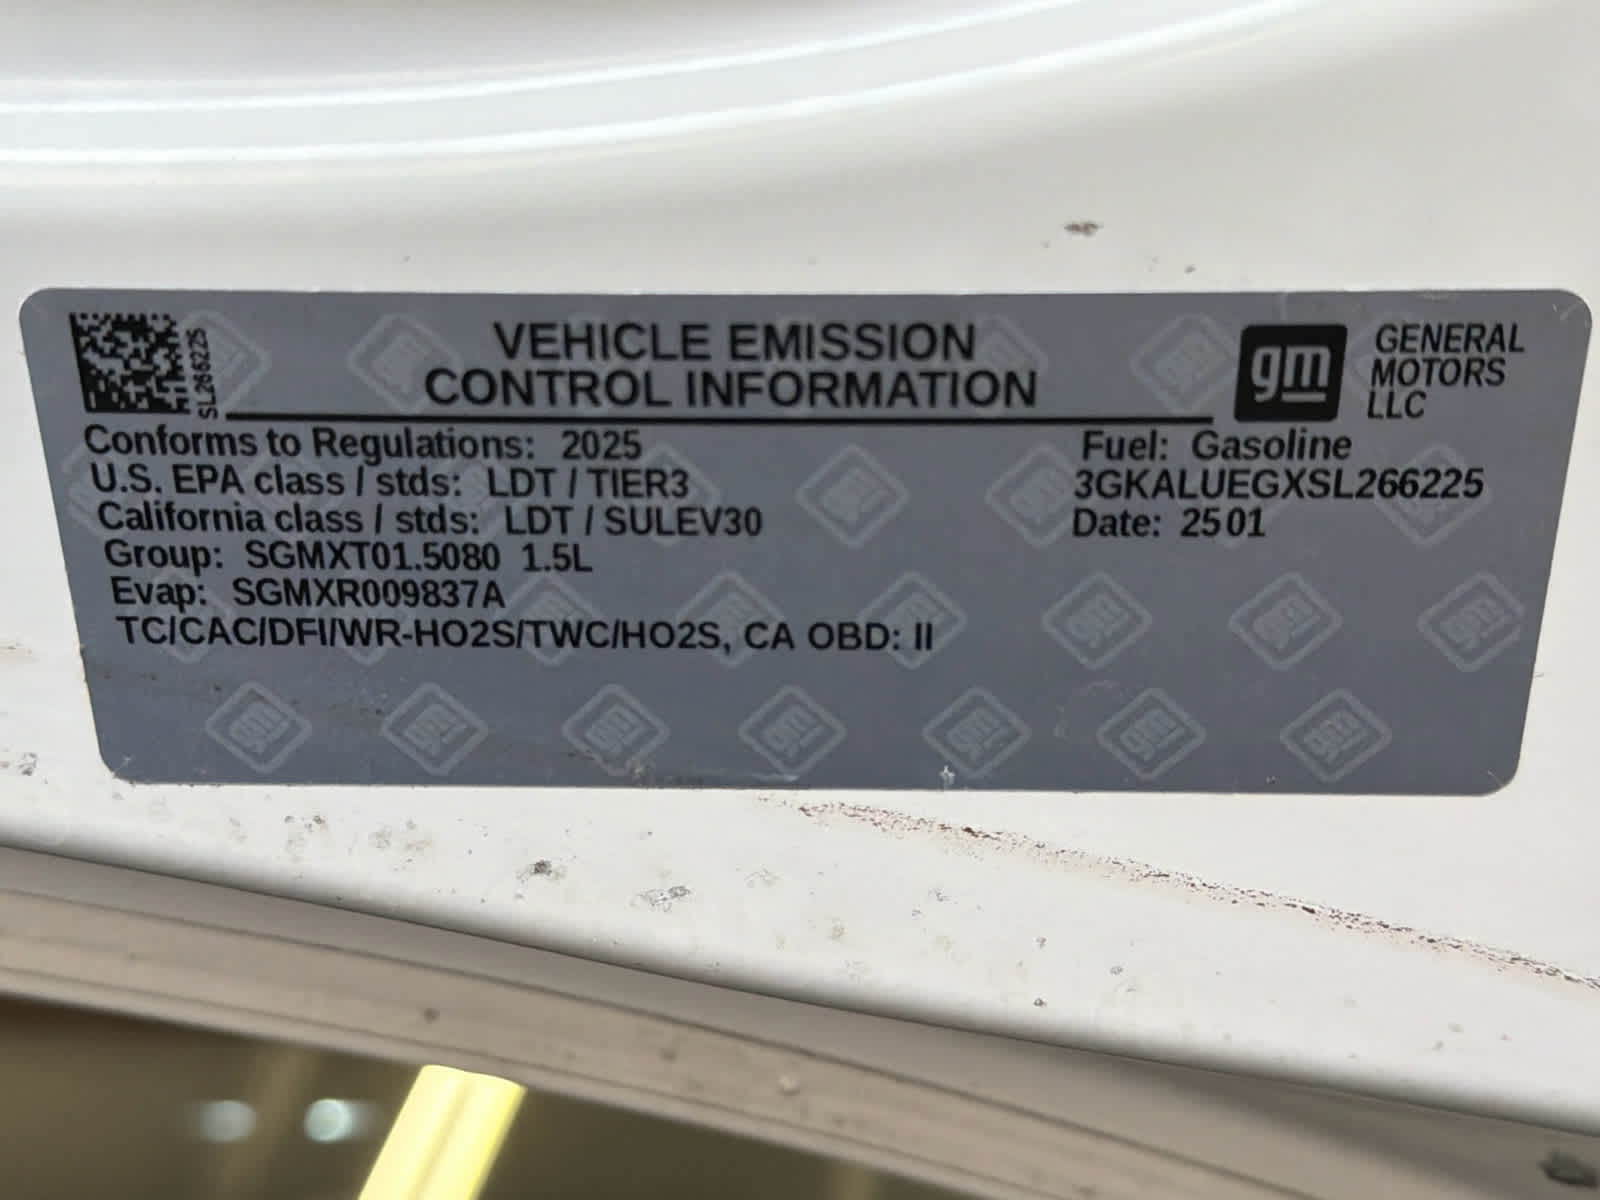 SL266225
VEHICLE EMISSION
CONTROL INFORMATION
gm
GENERAL
MOTORS
LLC
Conforms to Regulations: 2025
U.S. EPA class / stds: LDT / TIER3
California class / stds: LDT / SULEV30
Group: SGMXT01.5080 1.5L
Evap: SGMXR009837A
TC/CAC/DFI/WR-HO2S/TWC/HO2S, CA OBD: II
Fuel: Gasoline
3GKALUEGXSL266225
Date: 2501